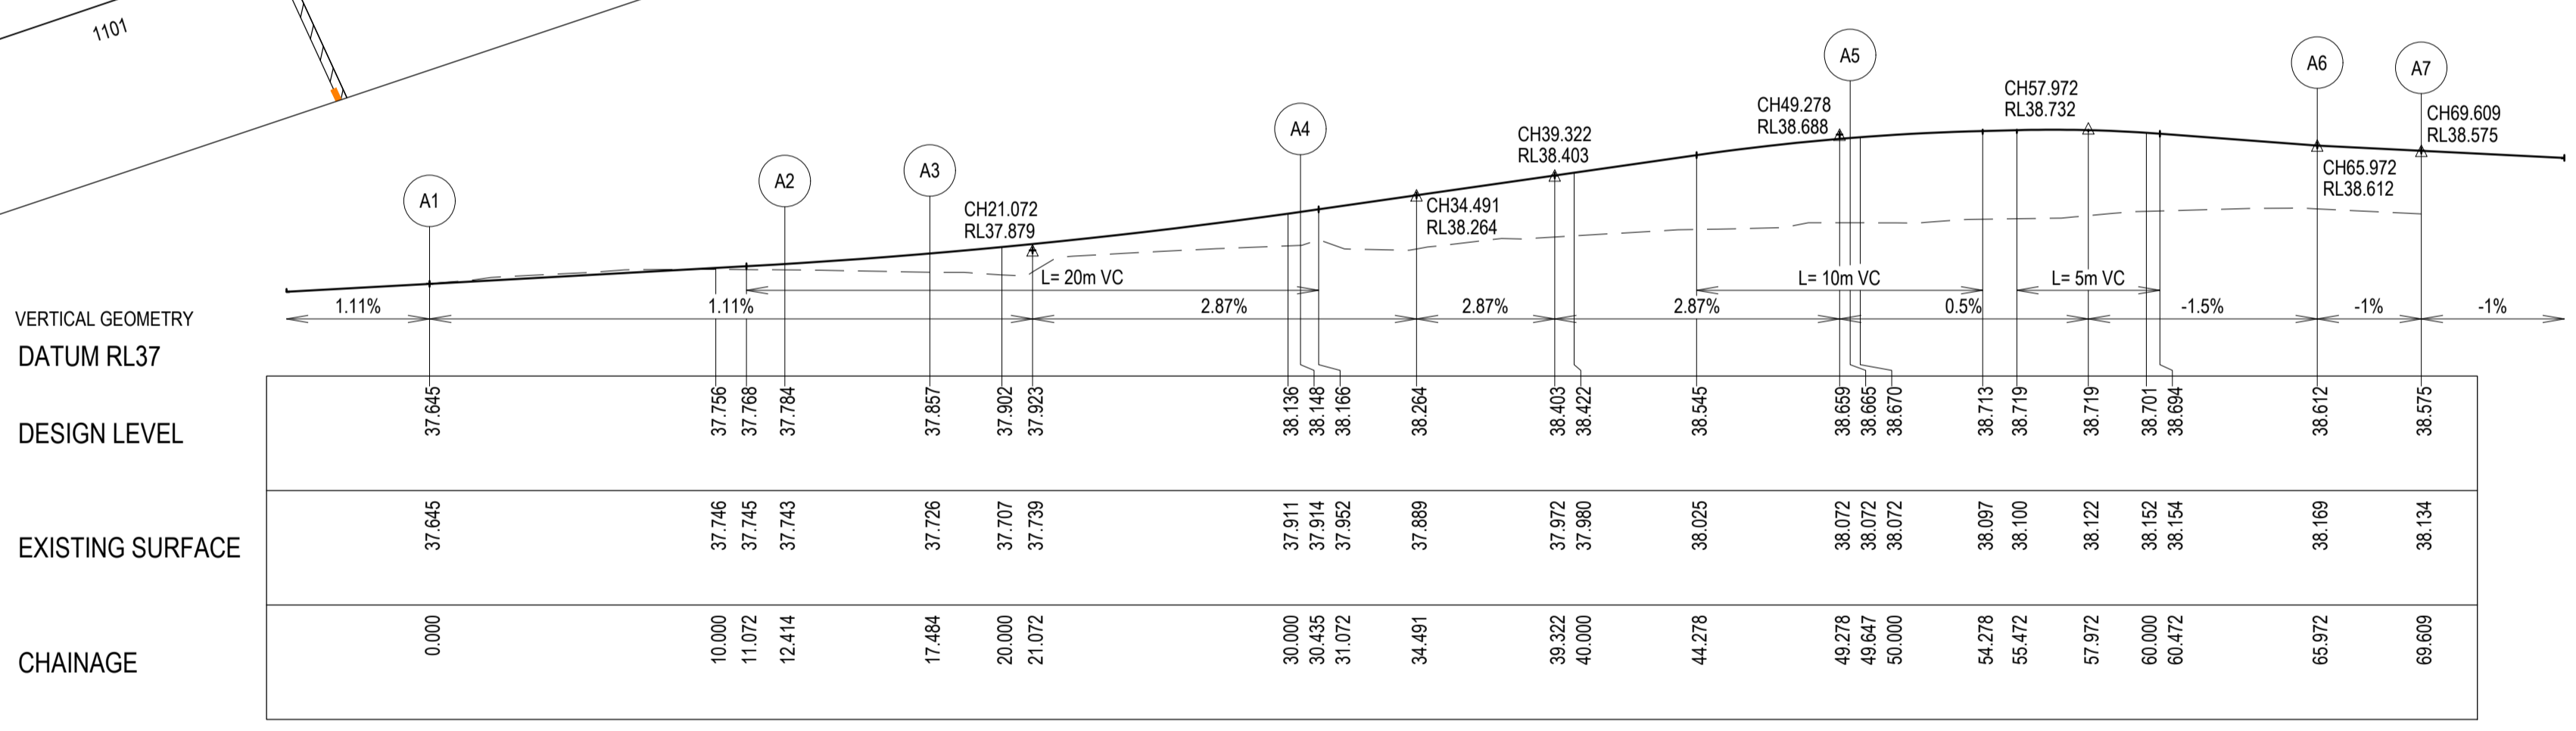 1101
A1
A2
A3
A4
A5
A6
A7
CH21.072
RL37.879
CH34.491
RL38.264
CH39.322
RL38.403
CH49.278
RL38.688
CH57.972
RL38.732
CH65.972
RL38.612
CH69.609
RL38.575
L= 20m VC
L= 10m VC
L= 5m VC
VERTICAL GEOMETRY 1.11% 1.11% 2.87% 2.87% 2.87% 0.5% -1.5% -1% -1%
DATUM RL37
DESIGN LEVEL 37.645 37.756 37.768 37.784 37.857 37.902 37.923 38.136 38.148 38.166 38.264 38.403 38.422 38.545 38.659 38.665 38.670 38.713 38.719 38.719 38.701 38.694 38.612 38.575
EXISTING SURFACE 37.645 37.746 37.745 37.743 37.726 37.707 37.739 37.911 37.914 37.952 37.889 37.972 37.980 38.025 38.072 38.072 38.072 38.097 38.100 38.122 38.152 38.154 38.169 38.134
CHAINAGE 0.000 10.000 11.072 12.414 17.484 20.000 21.072 30.000 30.435 31.072 34.491 39.322 40.000 44.278 49.278 49.647 50.000 54.278 55.472 57.972 60.000 60.472 65.972 69.609